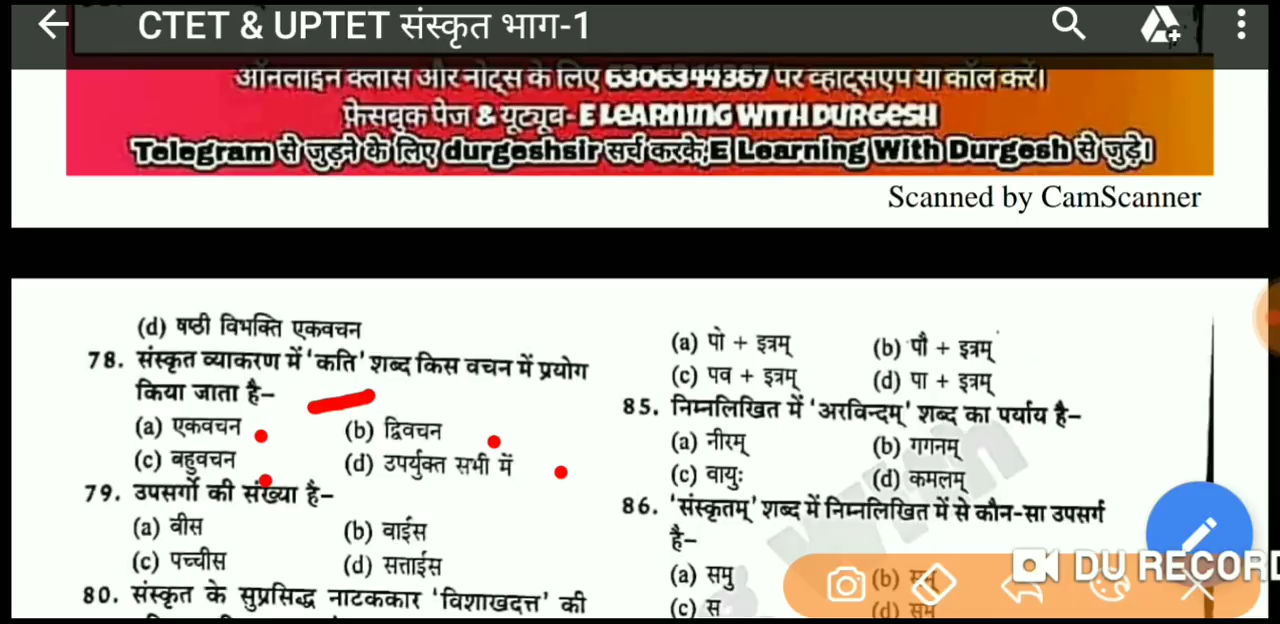 CTET & UPTET संस्कृत भाग-1
ऑनलाइन क्लास और नोट्स के लिए 6306344367 पर व्हाट्सएप या कॉल करें।
फ़ेसबुक पेज & यूट्यूब- E LEARNING WITH DURGESH
Telegram से जुड़ने के लिए durgeshsir सर्च करके,E Learning With Durgesh से जुड़े।
Scanned by CamScanner
(d) षष्ठी विभक्ति एकवचन
78. संस्कृत व्याकरण में 'कति' शब्द किस वचन में प्रयोग
किया जाता है–
(a) एकवचन (b) द्विवचन
(c) बहुवचन (d) उपर्युक्त सभी में
79. उपसर्गो की संख्या है–
(a) बीस (b) बाईस
(c) पच्चीस (d) सत्ताईस
80. संस्कृत के सुप्रसिद्ध नाटककार 'विशाखदत्त' की
(a) पो + इत्रम् (b) पौ + इत्रम्
(c) पव + इत्रम् (d) पा + इत्रम्
85. निम्नलिखित में 'अरविन्दम्' शब्द का पर्याय है–
(a) नीरम् (b) गगनम्
(c) वायुः (d) कमलम्
86. 'संस्कृतम्' शब्द में निम्नलिखित में से कौन-सा उपसर्ग
है–
(a) समु (b)
(c) स (d) सम
DU RECORD